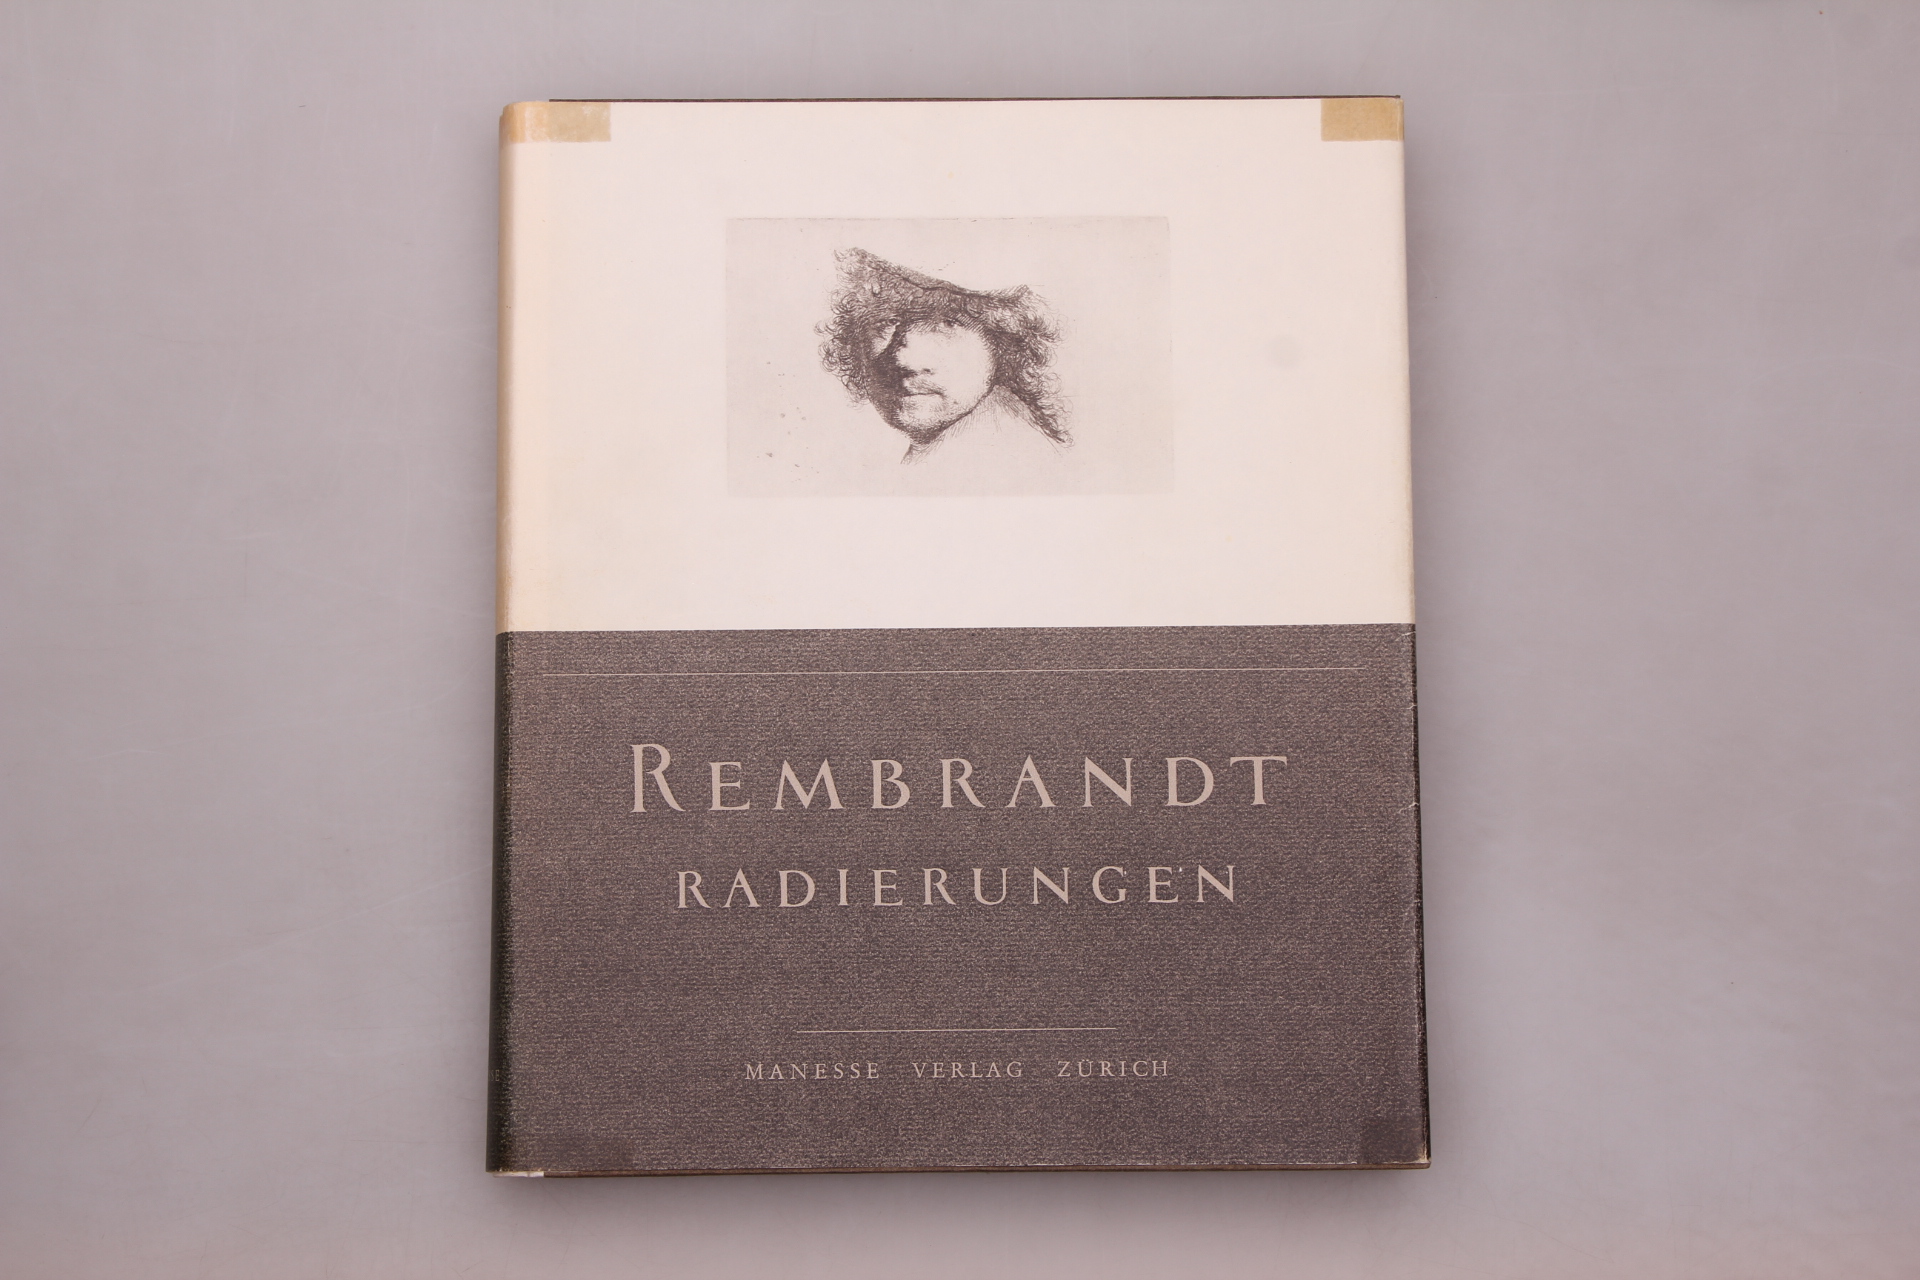 REMBRANDT
RADIERUNGEN
MANESSE VERLAG ZÜRICH